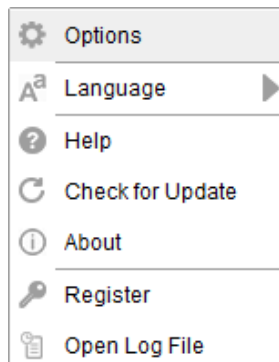 Options
Language
Help
Check for Update
About
Register
Open Log File